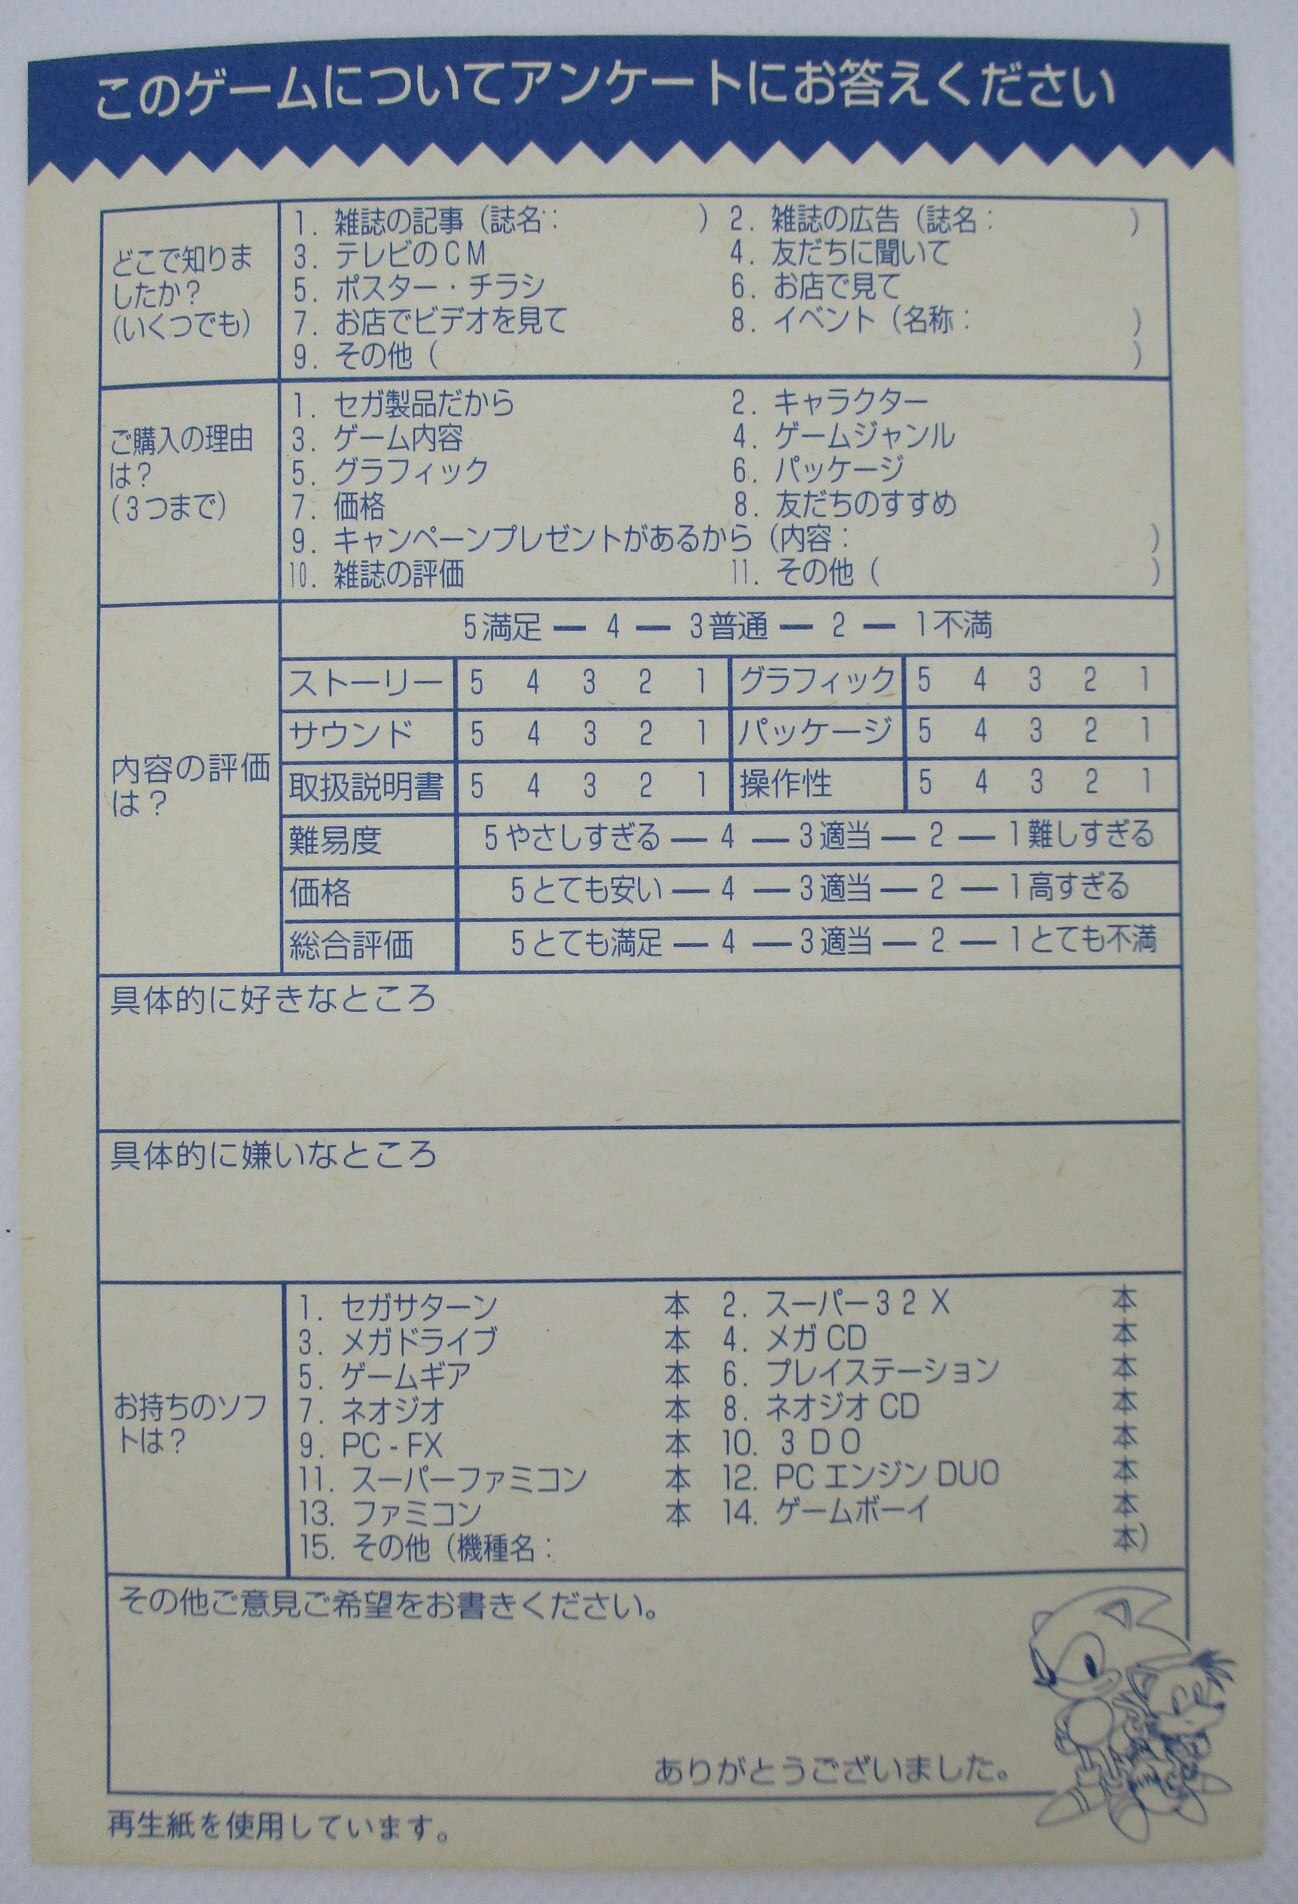 このゲームについてアンケートにお答えください
どこで知りま
したか？
（いくつでも）
1. 雑誌の記事（誌名：　　　　　　）2. 雑誌の広告（誌名：　　　　　　）
3. テレビのCM　4. 友だちに聞いて
5. ポスター・チラシ　6. お店で見て
7. お店でビデオを見て　8. イベント（名称：　　　　　　）
9. その他（　　　　　　）
ご購入の理由
は？
（3つまで）
1. セガ製品だから　2. キャラクター
3. ゲーム内容　4. ゲームジャンル
5. グラフィック　6. パッケージ
7. 価格　8. 友だちのすすめ
9. キャンペーンプレゼントがあるから（内容：　　　　　　）
10. 雑誌の評価　11. その他（　　　　　　）
内容の評価
は？
5満足 ー 4 ー 3普通 ー 2 ー 1不満
ストーリー　5 4 3 2 1　グラフィック　5 4 3 2 1
サウンド　5 4 3 2 1　パッケージ　5 4 3 2 1
取扱説明書　5 4 3 2 1　操作性　5 4 3 2 1
難易度　5やさしすぎる ー 4 ー 3適当 ー 2 ー 1難しすぎる
価格　5とても安い ー 4 ー 3適当 ー 2 ー 1高すぎる
総合評価　5とても満足 ー 4 ー 3適当 ー 2 ー 1とても不満
具体的に好きなところ
具体的に嫌いなところ
お持ちのソフ
トは？
1. セガサターン　本　2. スーパー32X　本
3. メガドライブ　本　4. メガCD　本
5. ゲームギア　本　6. プレイステーション　本
7. ネオジオ　本　8. ネオジオCD　本
9. PC-FX　本　10. 3DO　本
11. スーパーファミコン　本　12. PCエンジンDUO　本
13. ファミコン　本　14. ゲームボーイ　本
15. その他（機種名：　　　　　　本）
その他ご意見ご希望をお書きください。
ありがとうございました。
再生紙を使用しています。